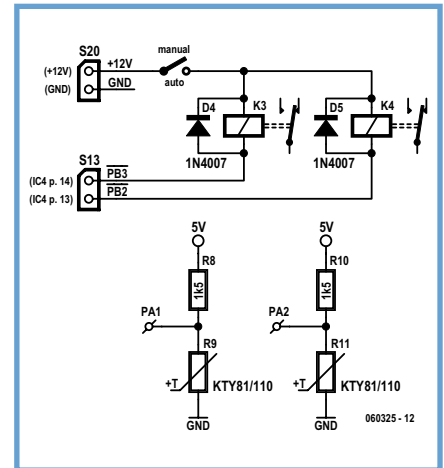 S20
manual
(+12V) +12V
(GND) GND
auto
D4 K3 D5 K4
1N4007 1N4007
S13
(IC4 p. 14) PB3
(IC4 p. 13) PB2
5V 5V
R8 R10
1k5 1k5
PA1 PA2
R9 R11
+T KTY81/110 +T KTY81/110
GND GND
060325 - 12